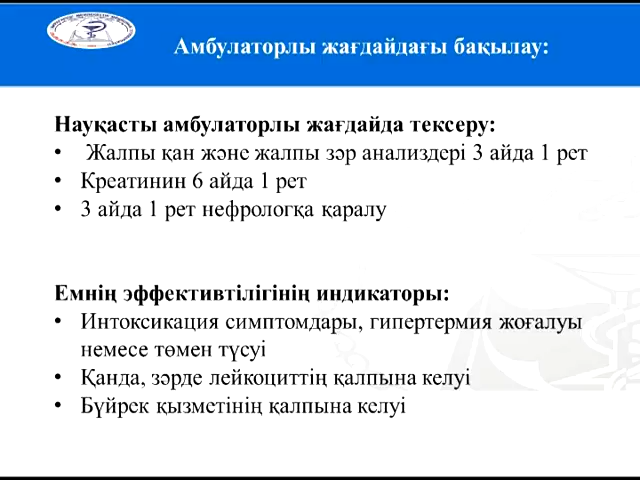 Амбулаторлы жағдайдағы бақылау:
Науқасты амбулаторлы жағдайда тексеру:
• Жалпы қан және жалпы зәр анализдері 3 айда 1 рет
• Креатинин 6 айда 1 рет
• 3 айда 1 рет нефрологқа қаралу
Емнің эффективтілігінің индикаторы:
• Интоксикация симптомдары, гипертермия жоғалуы
немесе төмен түсуі
• Қанда, зәрде лейкоциттің қалпына келуі
• Бүйрек қызметінің қалпына келуі